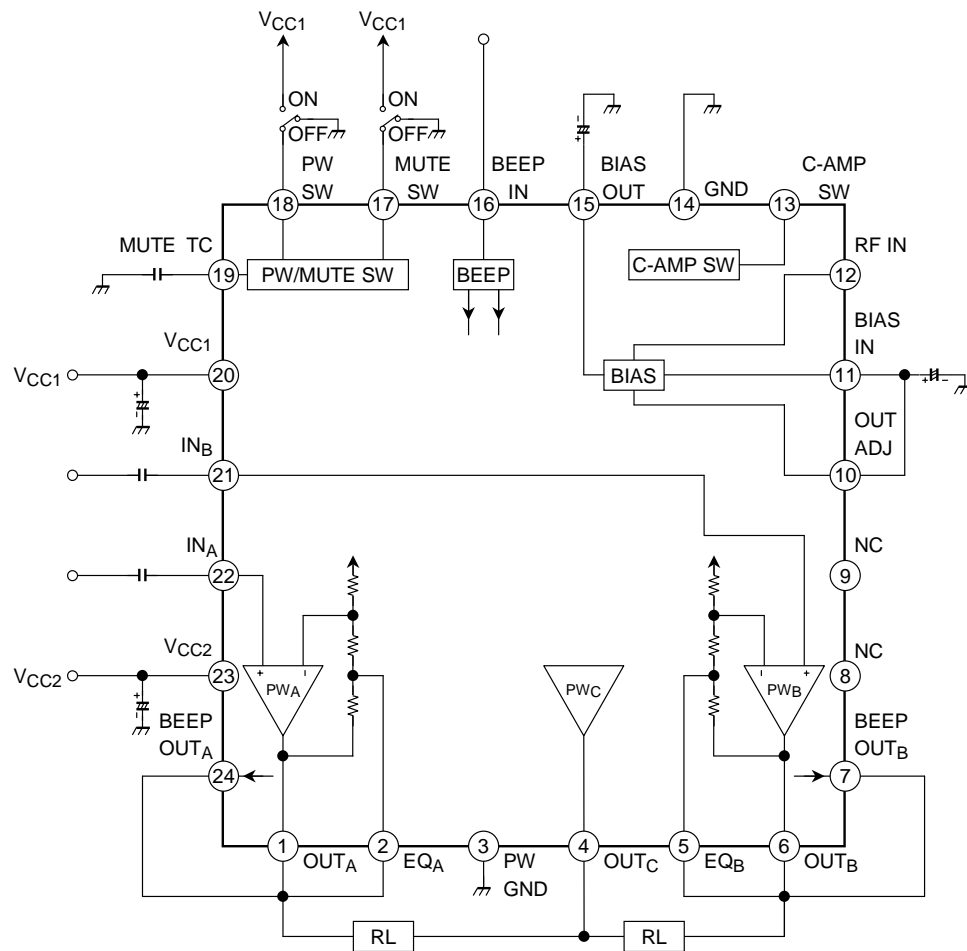 VCC1 VCC1
ON ON
OFF OFF
PW SW
MUTE SW
BEEP IN
BIAS OUT
GND
C-AMP SW
18 17 16 15 14 13
MUTE TC
19
PW/MUTE SW
BEEP
C-AMP SW
RF IN
12
VCC1
VCC1
+
-
20
BIAS
BIAS IN
11
+ -
INB
21
OUT ADJ
10
INA
22
NC
9
VCC2
VCC2
+
-
23
+ -
PWA
PWC
- +
PWB
NC
8
BEEP OUTA
24
BEEP OUTB
7
1 2 3 4 5 6
OUTA
EQA
PW GND
OUTC
EQB
OUTB
RL RL